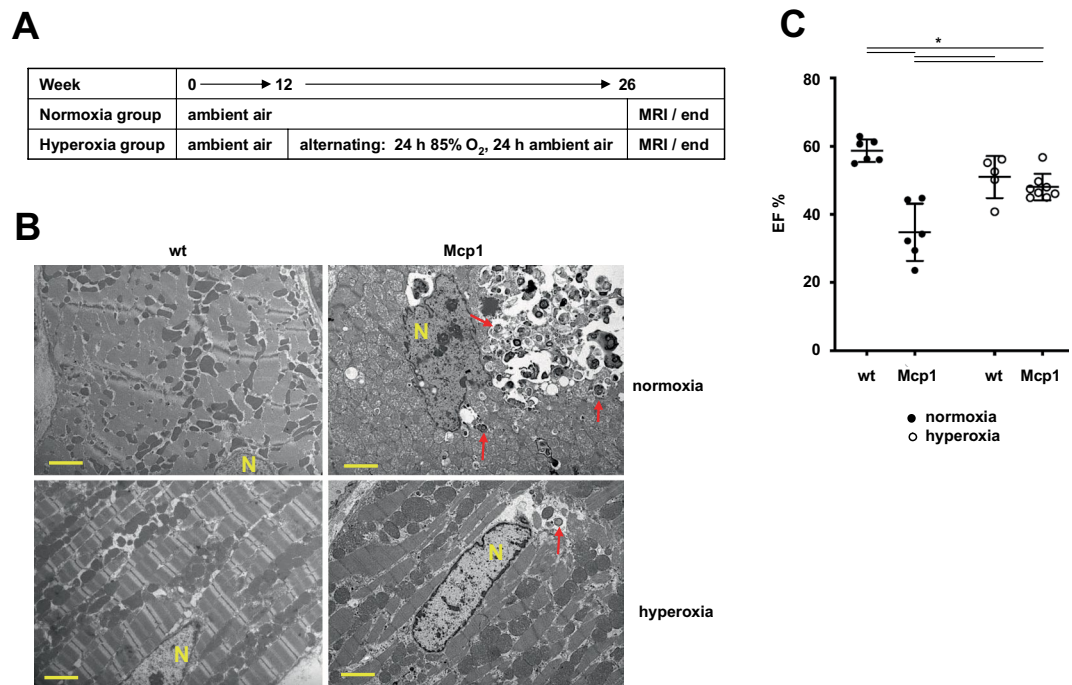 A
Week 0 12 26
Normoxia group ambient air MRI / end
Hyperoxia group ambient air alternating: 24 h 85% O₂, 24 h ambient air MRI / end
B
wt Mcp1
N N
normoxia
N N
hyperoxia
C
*
80
60
40
20
0
EF %
wt Mcp1 wt Mcp1
normoxia
hyperoxia